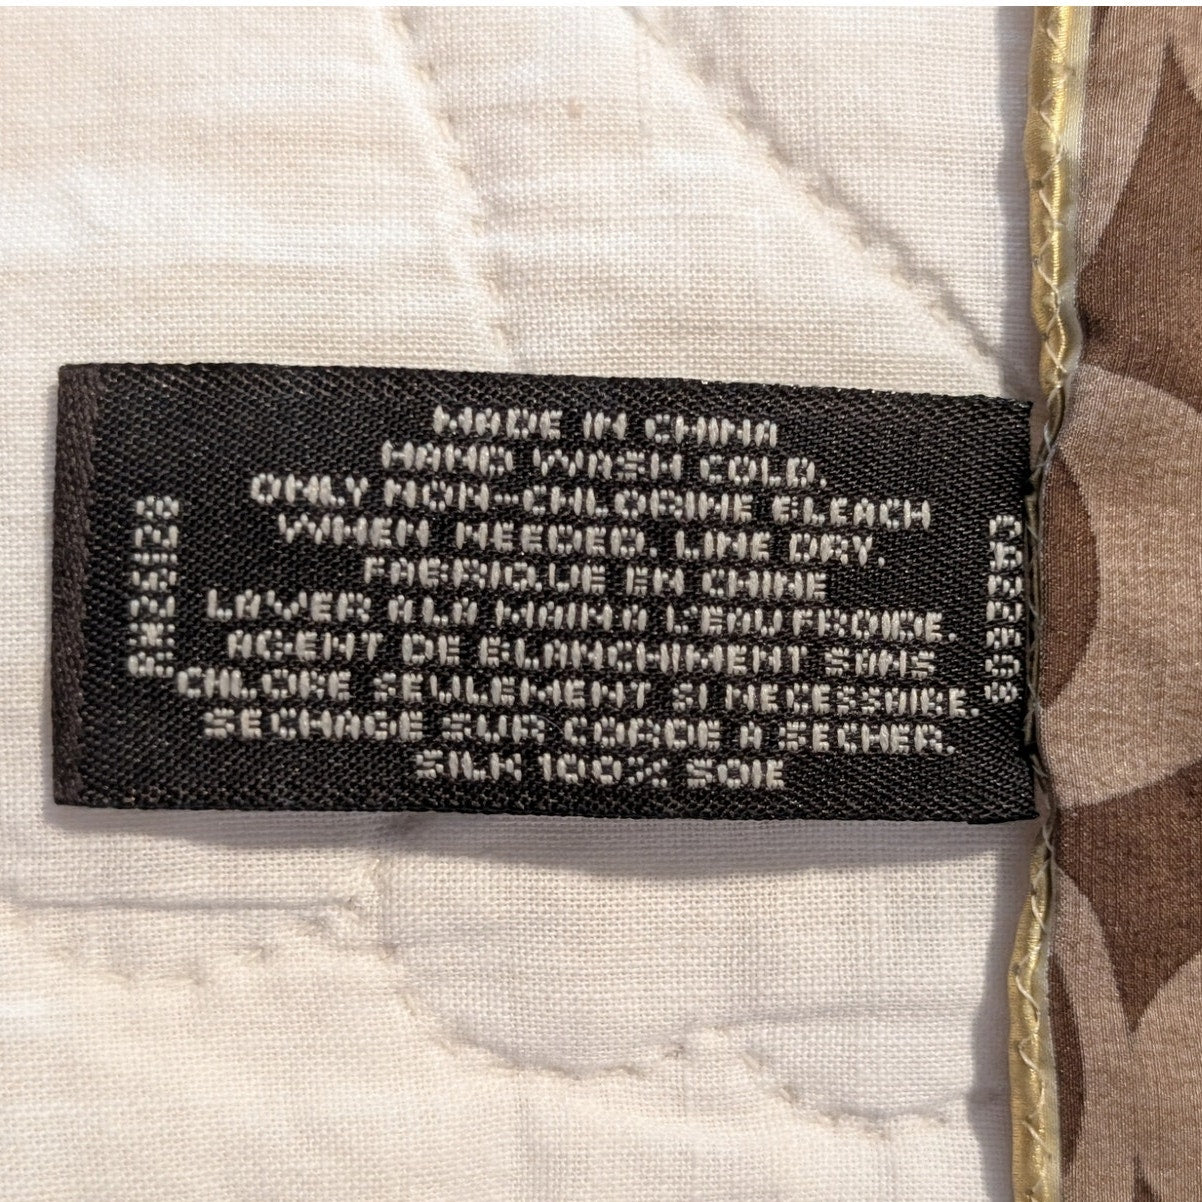 MADE IN CHINA
HAND WASH COLD.
ONLY NON-CHLORINE BLEACH
WHEN NEEDED. LINE DRY.
FABRIQUE EN CHINE
LAVER A LA MAIN A L'EAU FROIDE.
AGENT DE BLANCHIMENT SANS
CHLORE SEULEMENT SI NECESSAIRE.
SECHAGE SUR CORDE A SECHER.
SILK 100% SOIE